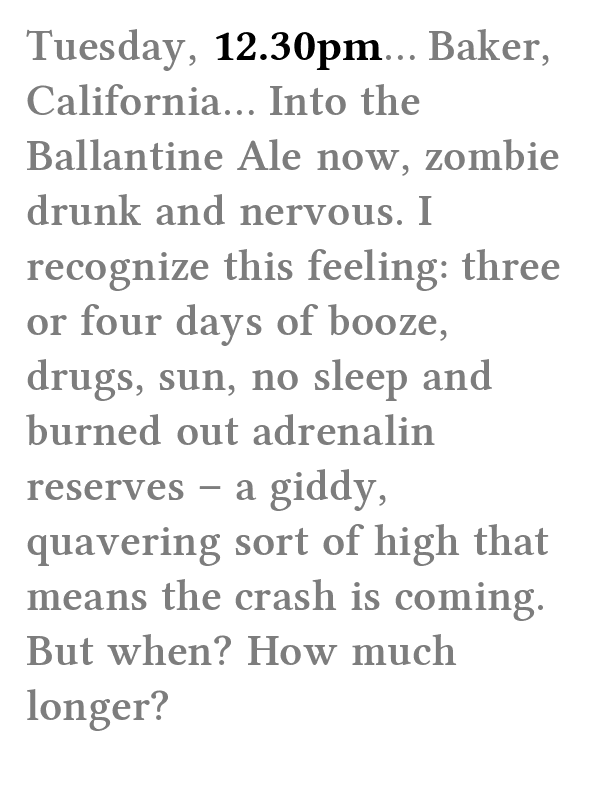 Tuesday, 12.30pm... Baker,
California... Into the
Ballantine Ale now, zombie
drunk and nervous. I
recognize this feeling: three
or four days of booze,
drugs, sun, no sleep and
burned out adrenalin
reserves – a giddy,
quavering sort of high that
means the crash is coming.
But when? How much
longer?